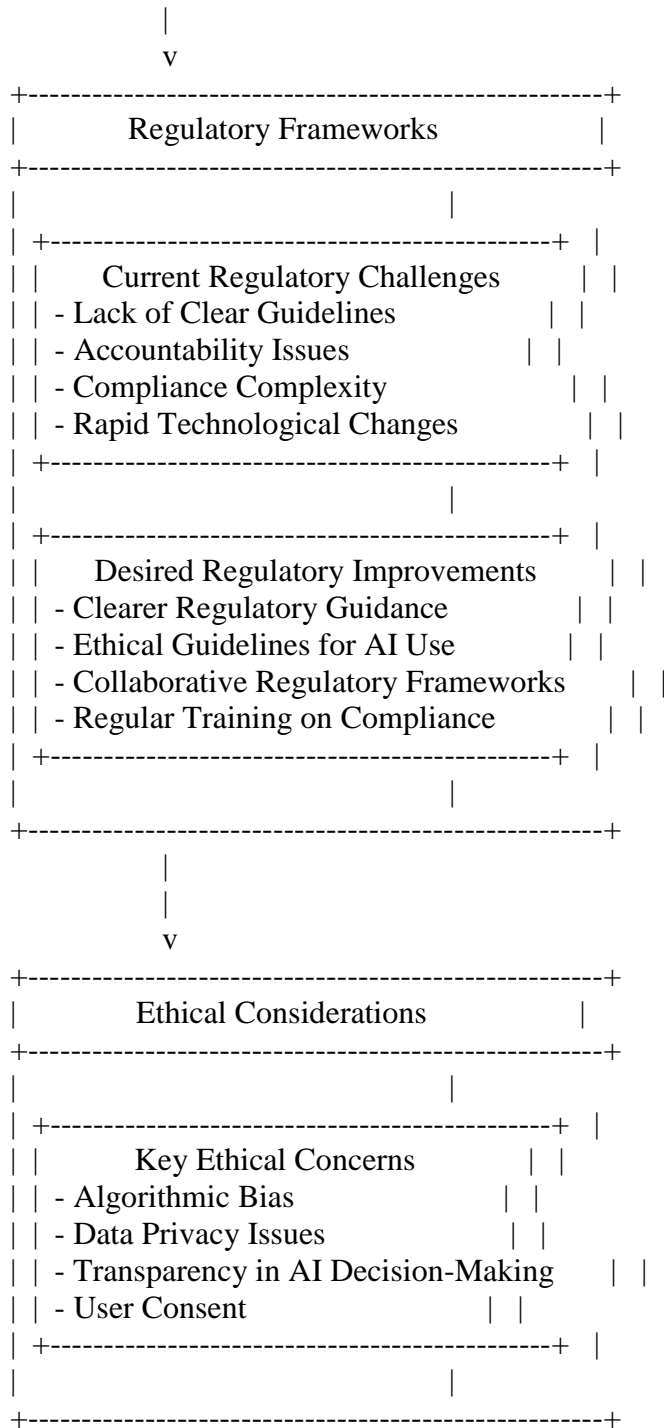 |
v
+------------------------------------------------------+
| Regulatory Frameworks |
+------------------------------------------------------+
| |
| +-----------------------------------------------+ |
| | Current Regulatory Challenges | |
| | - Lack of Clear Guidelines | |
| | - Accountability Issues | |
| | - Compliance Complexity | |
| | - Rapid Technological Changes | |
| +-----------------------------------------------+ |
| |
| +-----------------------------------------------+ |
| | Desired Regulatory Improvements | |
| | - Clearer Regulatory Guidance | |
| | - Ethical Guidelines for AI Use | |
| | - Collaborative Regulatory Frameworks | |
| | - Regular Training on Compliance | |
| +-----------------------------------------------+ |
| |
+------------------------------------------------------+
|
|
v
+------------------------------------------------------+
| Ethical Considerations |
+------------------------------------------------------+
| |
| +-----------------------------------------------+ |
| | Key Ethical Concerns | |
| | - Algorithmic Bias | |
| | - Data Privacy Issues | |
| | - Transparency in AI Decision-Making | |
| | - User Consent | |
| +-----------------------------------------------+ |
| |
+------------------------------------------------------+